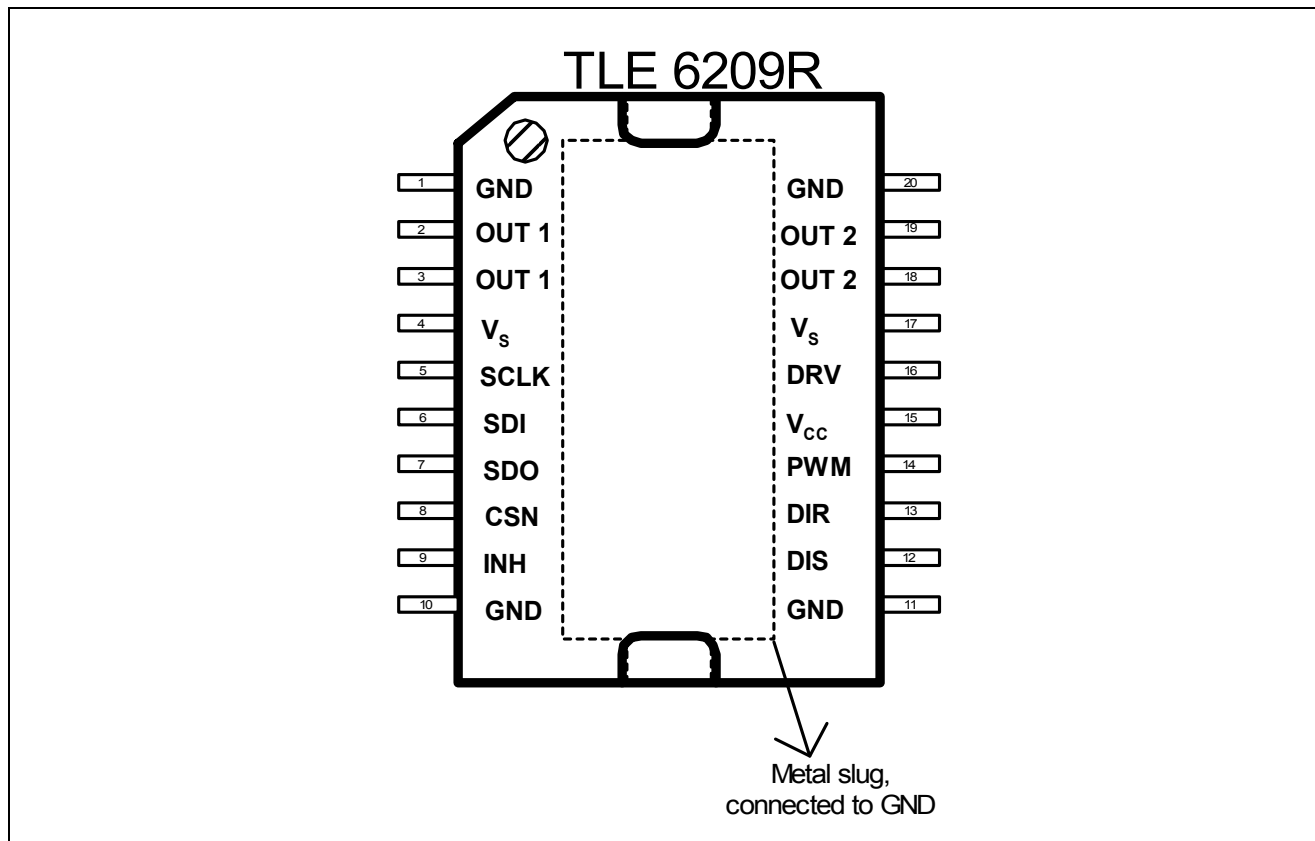 TLE 6209R
1 GND GND 20
2 OUT 1 OUT 2 19
3 OUT 1 OUT 2 18
4 VS VS 17
5 SCLK DRV 16
6 SDI VCC 15
7 SDO PWM 14
8 CSN DIR 13
9 INH DIS 12
10 GND GND 11
Metal slug,
connected to GND